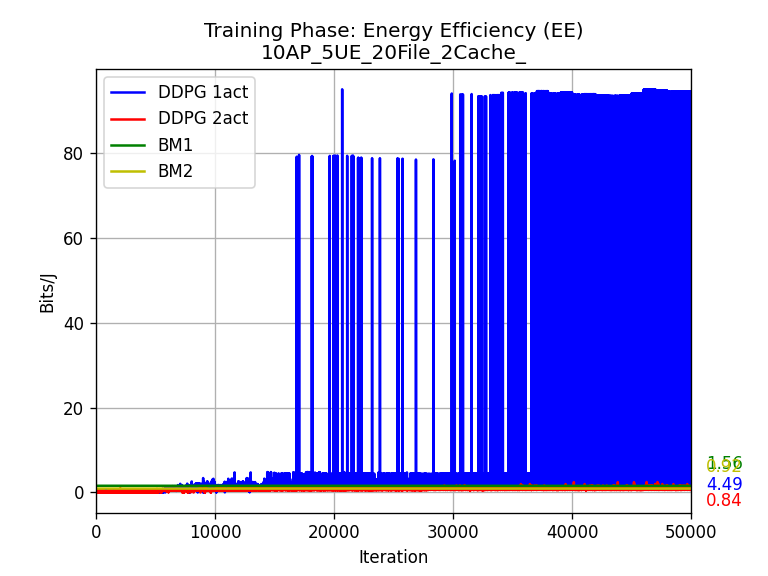 Training Phase: Energy Efficiency (EE)
10AP_5UE_20File_2Cache_
DDPG 1act
DDPG 2act
BM1
BM2
Bits/J
80
60
40
20
0
0 10000 20000 30000 40000 50000
Iteration
1.56
4.49
0.84